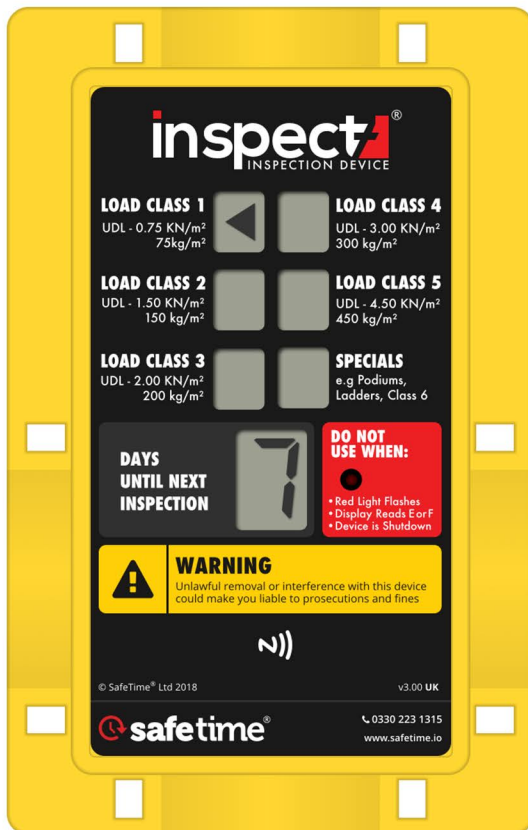 inspecta®
INSPECTION DEVICE
LOAD CLASS 1
UDL - 0.75 KN/m²
75kg/m²
LOAD CLASS 4
UDL - 3.00 KN/m²
300 kg/m²
LOAD CLASS 2
UDL - 1.50 KN/m²
150 kg/m²
LOAD CLASS 5
UDL - 4.50 KN/m²
450 kg/m²
LOAD CLASS 3
UDL - 2.00 KN/m²
200 kg/m²
SPECIALS
e.g Podiums,
Ladders, Class 6
DAYS
UNTIL NEXT
INSPECTION
7
DO NOT
USE WHEN:
• Red Light Flashes
• Display Reads E or F
• Device is Shutdown
WARNING
Unlawful removal or interference with this device
could make you liable to prosecutions and fines
© SafeTime® Ltd 2018
v3.00 UK
safetime®
0330 223 1315
www.safetime.io